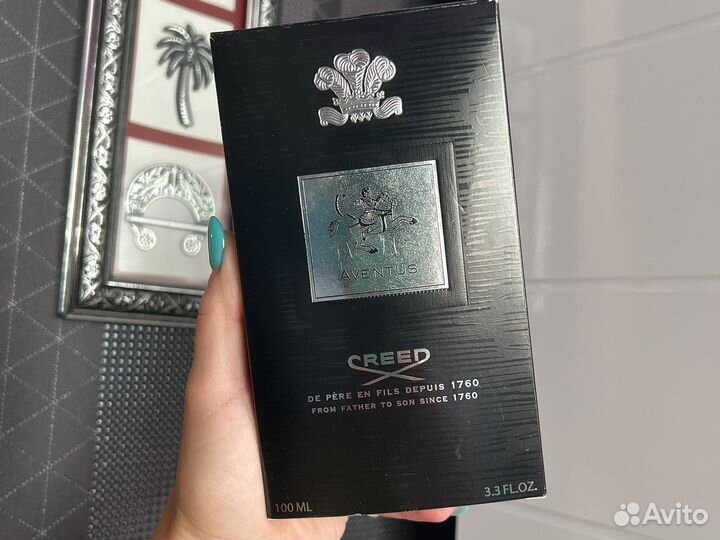 AVENTUS
CREED
DE PÈRE EN FILS DEPUIS 1760
FROM FATHER TO SON SINCE 1760
100 ML
3.3 FL.OZ.
Avito